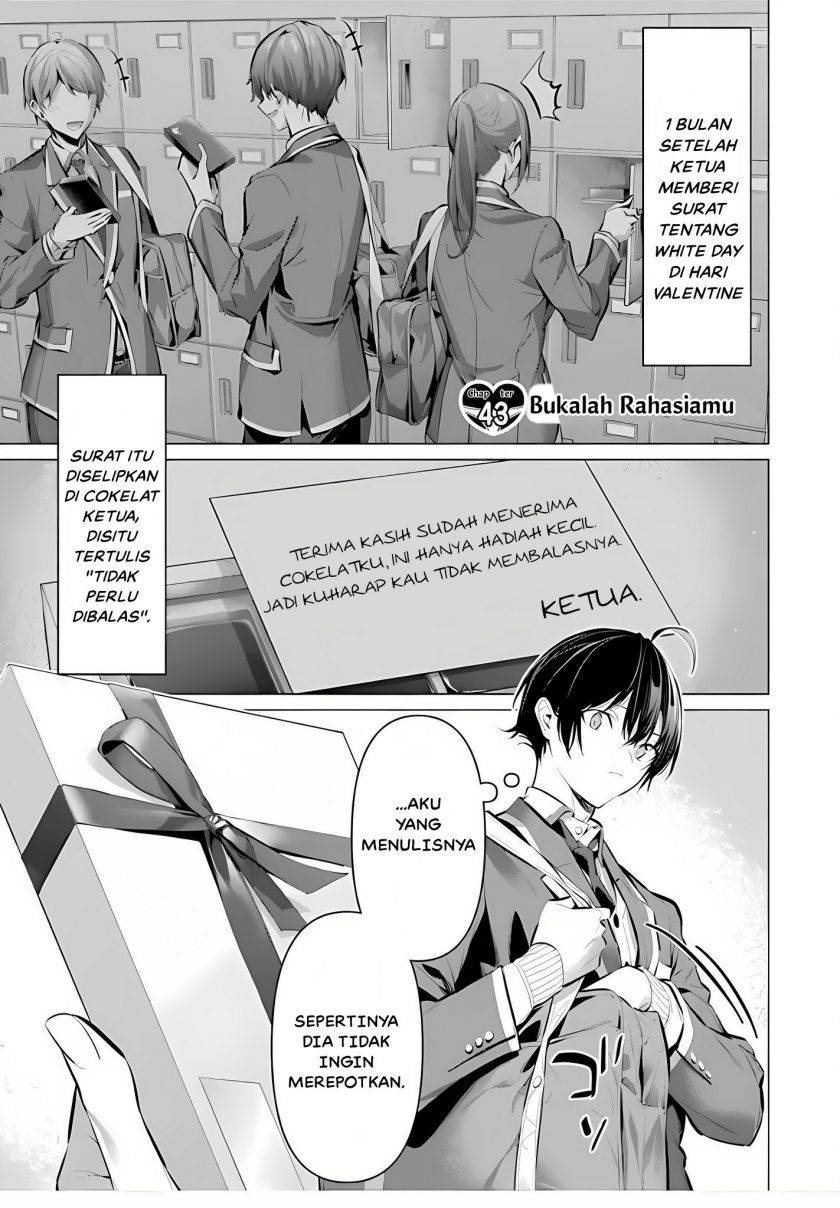 1 BULAN
SETELAH
KETUA
MEMBERI
SURAT
TENTANG
WHITE DAY
DI HARI
VALENTINE
Chapter
43
Bukalah Rahasiamu
SURAT ITU
DISELIPKAN
DI COKELAT
KETUA,
DISITU
TERTULIS
"TIDAK
PERLU
DIBALAS".
TERIMA KASIH SUDAH MENERIMA
COKELATKU, INI HANYA HADIAH KECIL.
JADI KUHARAP KAU TIDAK MEMBALASNYA.
KETUA.
...AKU
YANG
MENULISNYA
SEPERTINYA
DIA TIDAK
INGIN
MEREPOTKAN.
ゴソ